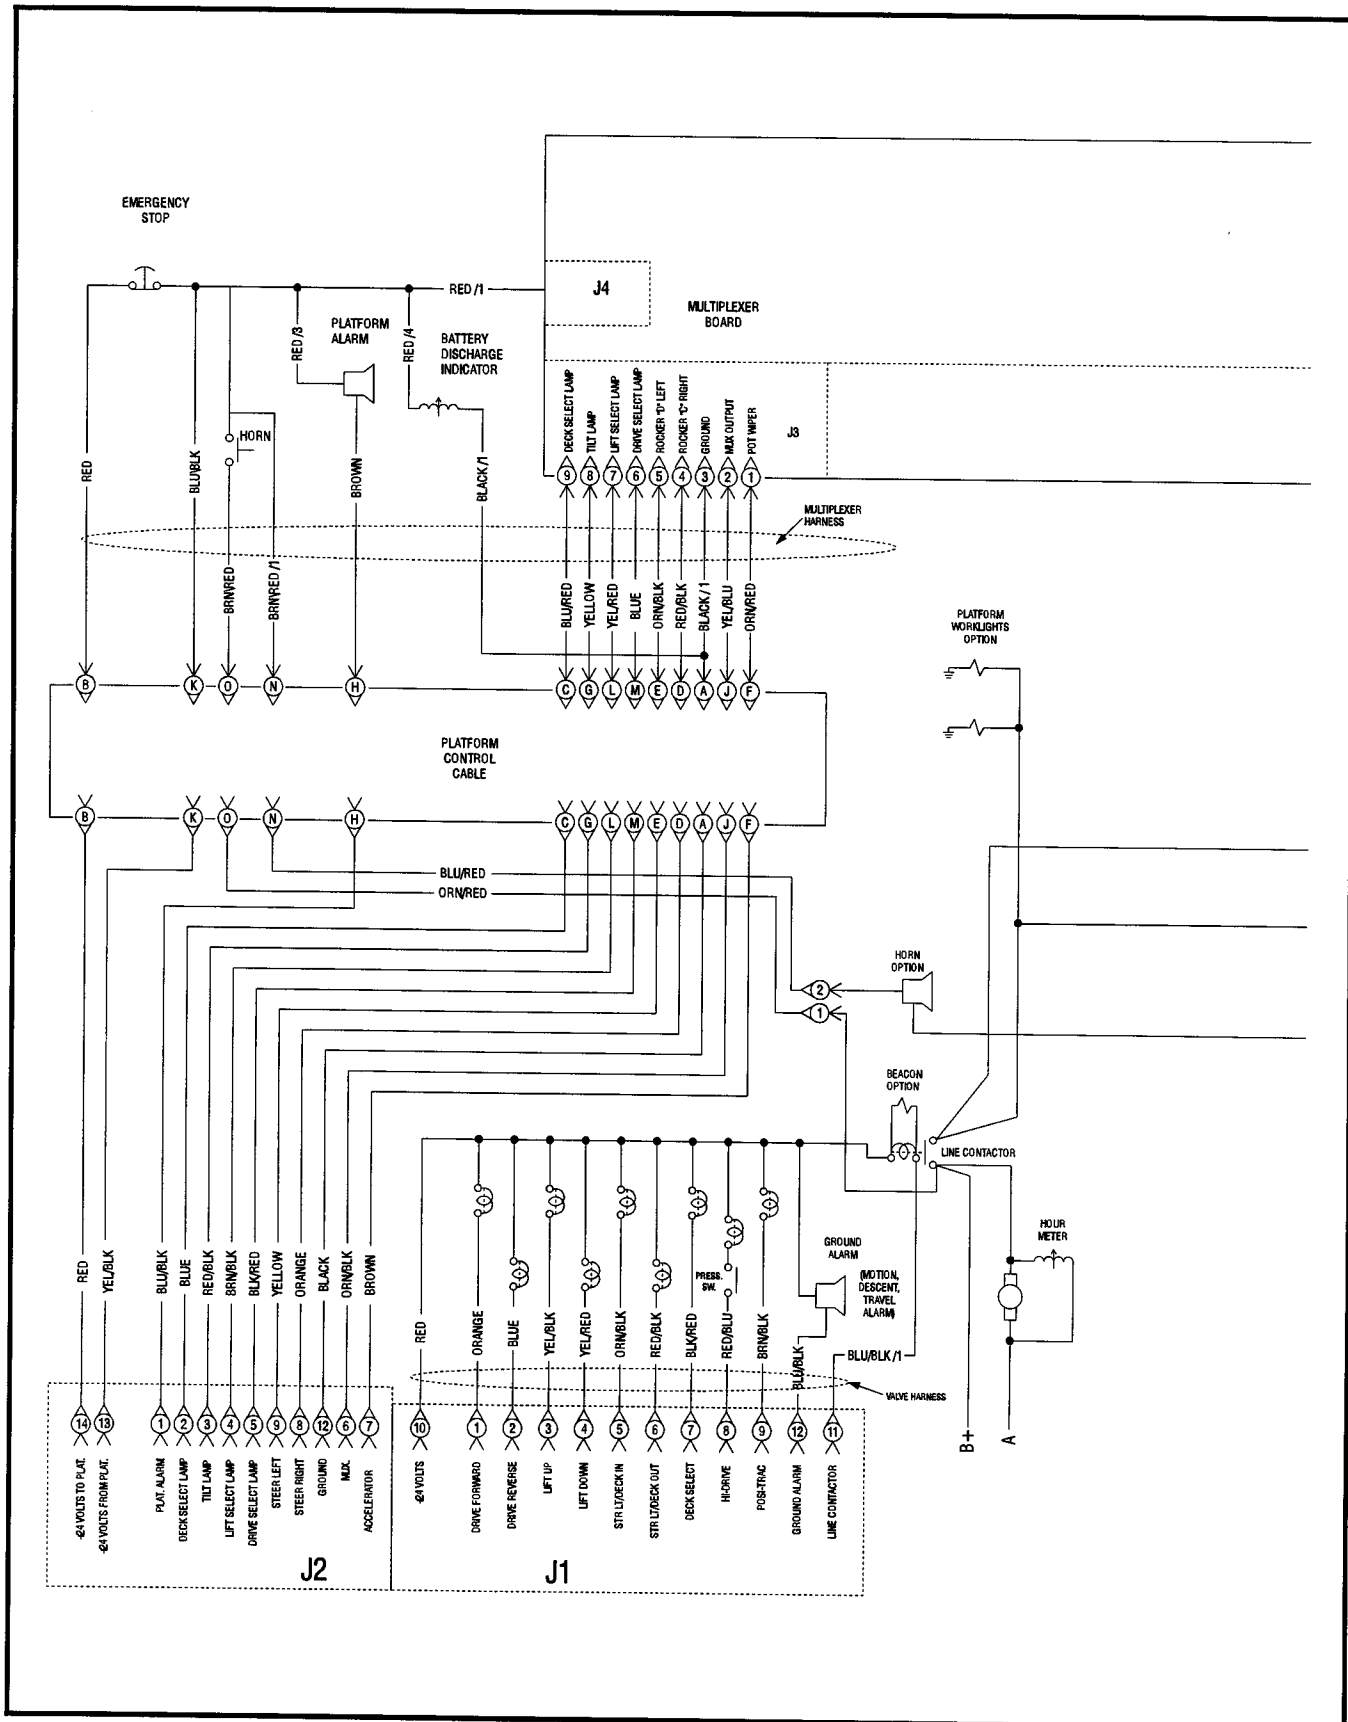 EMERGENCY
STOP
RED /1
J4
MULTIPLEXER
BOARD
PLATFORM
ALARM
RED /3
RED /4
BATTERY
DISCHARGE
INDICATOR
DECK SELECT LAMP
TILT LAMP
LIFT SELECT LAMP
DRIVE SELECT LAMP
ROCKER "D" LEFT
ROCKER "C" RIGHT
GROUND
MUX OUTPUT
POT WIPER
J3
9 8 7 6 5 4 3 2 1
HORN
RED
BLU/BLK
BROWN
BLACK /1
MULTIPLEXER
HARNESS
BRN/RED
BRN/RED /1
BLU/RED
YELLOW
YEL/RED
BLUE
ORN/BLK
RED/BLK
BLACK / 1
YEL/BLU
ORN/RED
PLATFORM
WORKLIGHTS
OPTION
B K O N H C G L M E D A J F
PLATFORM
CONTROL
CABLE
B K O N H C G L M E D A J F
BLU/RED
ORN/RED
HORN
OPTION
2
1
BEACON
OPTION
LINE CONTACTOR
HOUR
METER
GROUND
ALARM
(MOTION,
DESCENT,
TRAVEL
ALARM)
PRESS.
SW.
RED
YEL/BLK
BLU/BLK
BLUE
RED/BLK
BRN/BLK
BLK/RED
YELLOW
ORANGE
BLACK
ORN/BLK
BROWN
RED
ORANGE
BLUE
YEL/BLK
YEL/RED
ORN/BLK
RED/BLK
BLK/RED
RED/BLU
BRN/BLK
BLU/BLK
BLU/BLK /1
VALVE HARNESS
B+
A
14 13 1 2 3 4 5 9 8 12 6 7
10 1 2 3 4 5 6 7 8 9 12 11
+24 VOLTS TO PLAT.
+24 VOLTS FROM PLAT.
PLAT. ALARM
DECK SELECT LAMP
TILT LAMP
LIFT SELECT LAMP
DRIVE SELECT LAMP
STEER LEFT
STEER RIGHT
GROUND
MUX.
ACCELERATOR
J2
+24 VOLTS
DRIVE FORWARD
DRIVE REVERSE
LIFT UP
LIFT DOWN
STR LT/DECK IN
STR LT/DECK OUT
DECK SELECT
HI-DRIVE
POSI-TRAC
GROUND ALARM
LINE CONTACTOR
J1